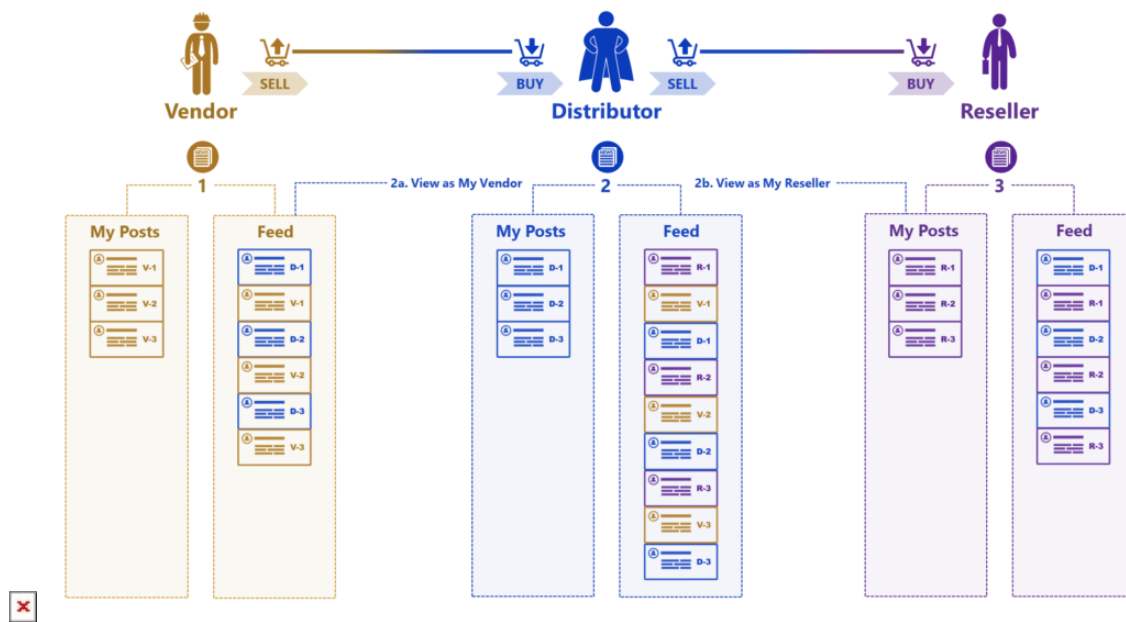 SELL
BUY
SELL
BUY
Vendor
Distributor
Reseller
NEWS
NEWS
NEWS
1
2a. View as My Vendor
2
2b. View as My Reseller
3
My Posts
V-1
V-2
V-3
Feed
D-1
V-1
D-2
V-2
D-3
V-3
My Posts
D-1
D-2
D-3
Feed
R-1
V-1
D-1
R-2
V-2
D-2
R-3
V-3
D-3
My Posts
R-1
R-2
R-3
Feed
D-1
R-1
D-2
R-2
D-3
R-3